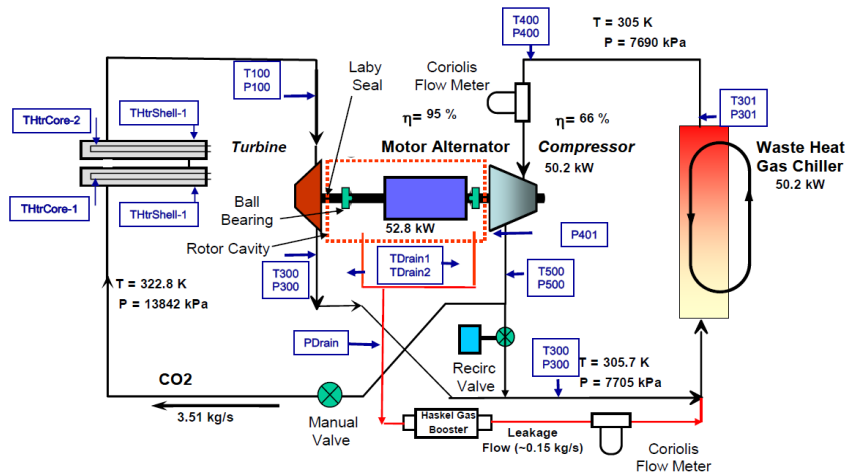 T400
P400
T = 305 K
P = 7690 kPa
Coriolis
Flow Meter
Laby
Seal
T100
P100
η= 95 %
η= 66 %
T301
P301
THtrCore-2
THtrShell-1
Turbine
Motor Alternator
Compressor
50.2 kW
Waste Heat
Gas Chiller
50.2 kW
THtrCore-1
THtrShell-1
Ball
Bearing
52.8 kW
Rotor Cavity
P401
T300
P300
TDrain1
TDrain2
T500
P500
T = 322.8 K
P = 13842 kPa
PDrain
Recirc
Valve
T300
P300
T = 305.7 K
P = 7705 kPa
CO2
3.51 kg/s
Manual
Valve
Haskel Gas
Booster
Leakage
Flow (~0.15 kg/s)
Coriolis
Flow Meter